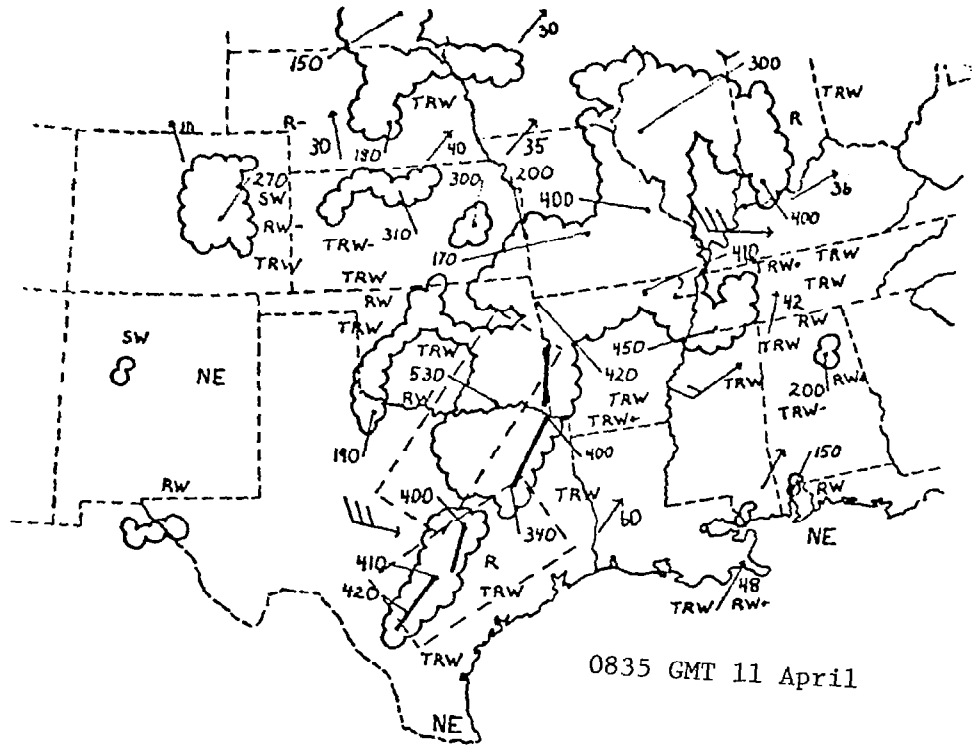 30
150
300
TRW
TRW
R-
R
10
30
180
40
35
270
SW
300
200
400
36
RW-
310
400
TRW-
170
410
TRW
TRW
RW+
TRW
TRW
RW
TRW
42
RW
TRW
TRW
450
TRW
SW
530
420
TRW
NE
RW
TRW
200
RW+
TRW+
TRW-
190
400
150
RW
400
TRW
RW
60
340
NE
410
R
420
TRW
48
TRW
RW+
TRW
0835 GMT 11 April
NE